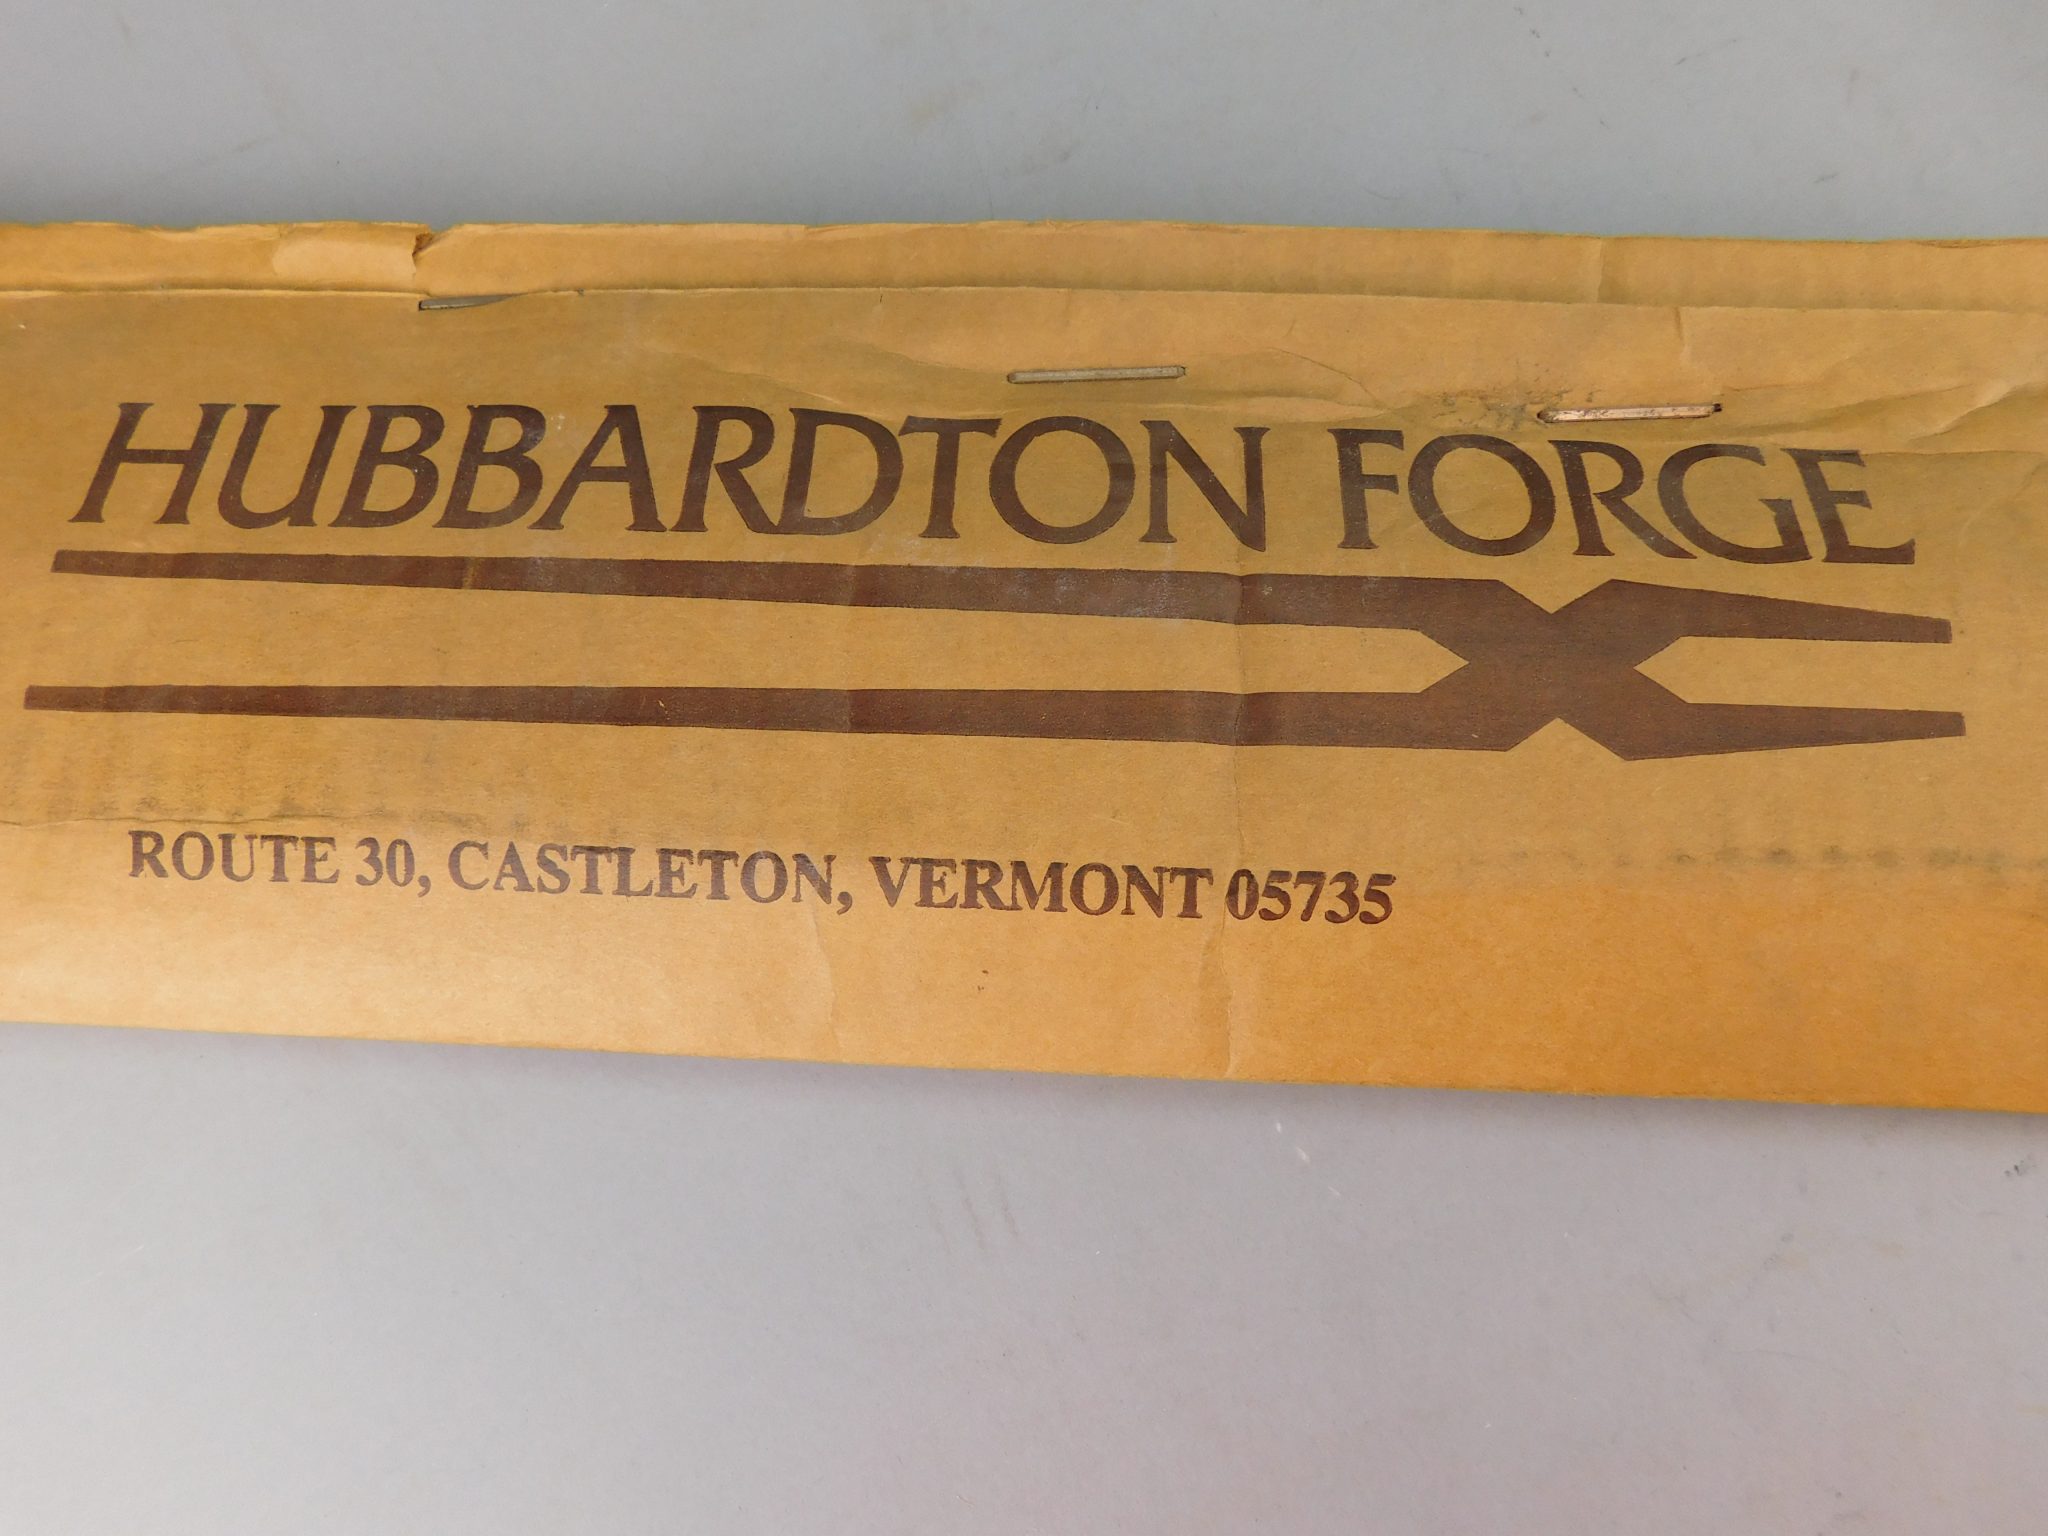 HUBBARDTON FORGE
ROUTE 30, CASTLETON, VERMONT 05735